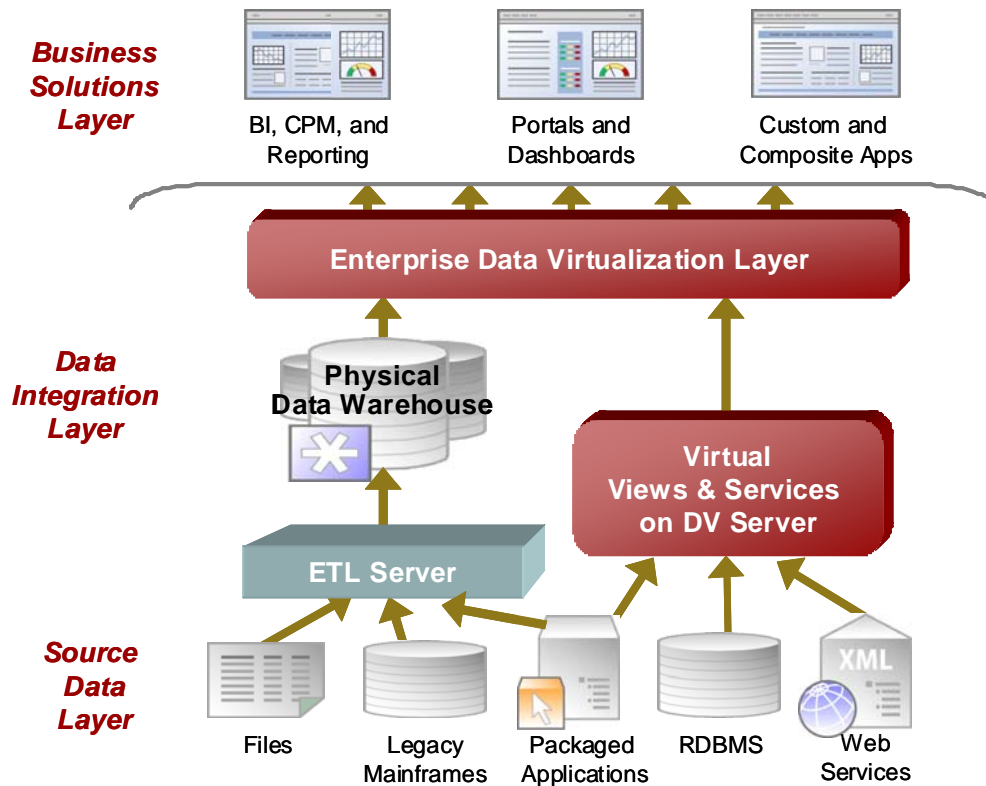 Business
Solutions
Layer
BI, CPM, and
Reporting
Portals and
Dashboards
Custom and
Composite Apps
Enterprise Data Virtualization Layer
Data
Integration
Layer
Physical
Data Warehouse
Virtual
Views & Services
on DV Server
ETL Server
Source
Data
Layer
XML
Files
Legacy
Mainframes
Packaged
Applications
RDBMS
Web
Services